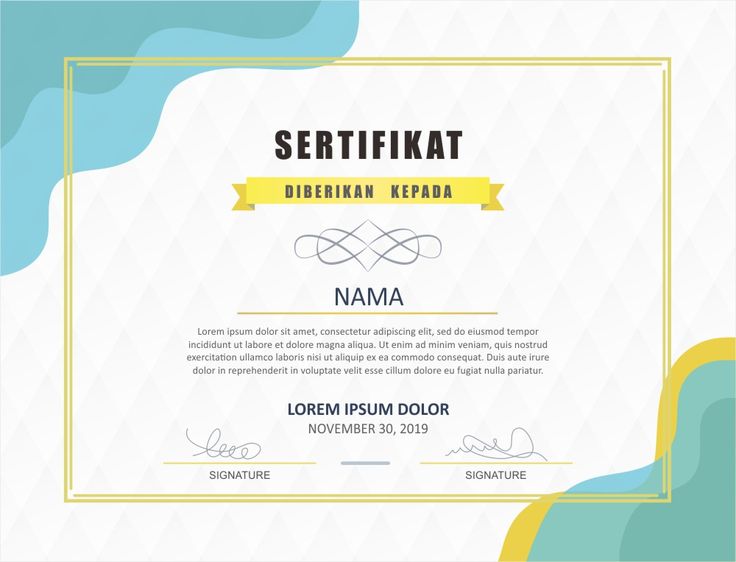 SERTIFIKAT
DIBERIKAN KEPADA
NAMA
Lorem ipsum dolor sit amet, consectetur adipiscing elit, sed do eiusmod tempor
incididunt ut labore et dolore magna aliqua. Ut enim ad minim veniam, quis nostrud
exercitation ullamco laboris nisi ut aliquip ex ea commodo consequat. Duis aute irure
dolor in reprehenderit in voluptate velit esse cillum dolore eu fugiat nulla pariatur.
LOREM IPSUM DOLOR
NOVEMBER 30, 2019
SIGNATURE SIGNATURE